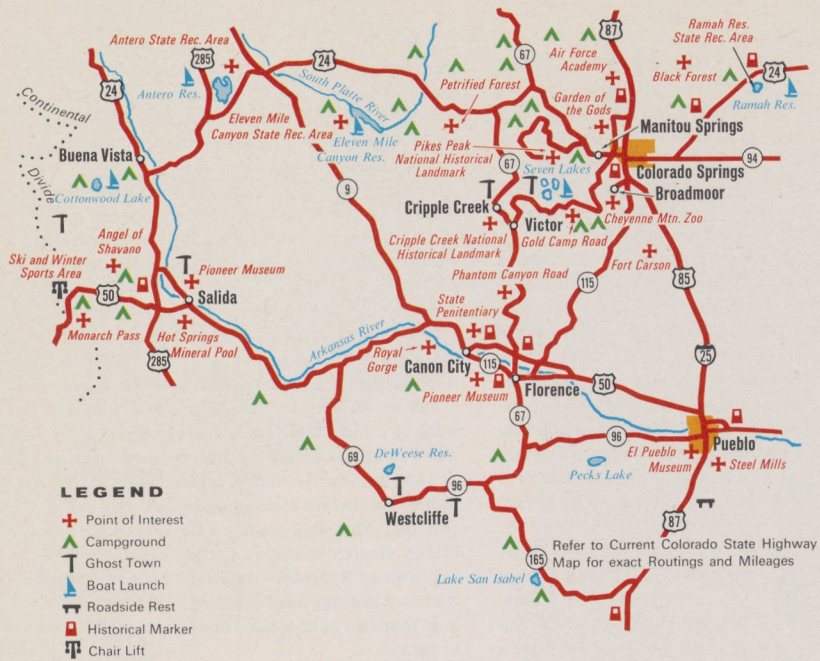 Antero State Rec. Area
285
24
Continental
Divide
Antero Res.
South Platte River
24
Petrified Forest
67
87
Air Force
Academy
Ramah Res.
State Rec. Area
Black Forest
24
Ramah Res.
Garden of
the Gods
Manitou Springs
Eleven Mile
Canyon State Rec. Area
Eleven Mile
Canyon Res.
Pikes Peak
National Historical
Landmark
Seven Lakes
94
Colorado Springs
Broadmoor
Buena Vista
Cottonwood Lake
9
67
Cripple Creek
Victor
Cheyenne Mtn. Zoo
Gold Camp Road
Cripple Creek National
Historical Landmark
Fort Carson
Angel of
Shavano
Ski and Winter
Sports Area
Pioneer Museum
50
Salida
Monarch Pass
Hot Springs
Mineral Pool
285
Phantom Canyon Road
115
85
State
Penitentiary
Arkansas River
Royal
Gorge
Canon City
115
Pioneer Museum
Florence
50
25
67
96
Pueblo
El Pueblo
Museum
Steel Mills
Pecks Lake
69
DeWeese Res.
96
Westcliffe
87
165
Lake San Isabel
Refer to Current Colorado State Highway
Map for exact Routings and Mileages
LEGEND
Point of Interest
Campground
Ghost Town
Boat Launch
Roadside Rest
Historical Marker
Chair Lift